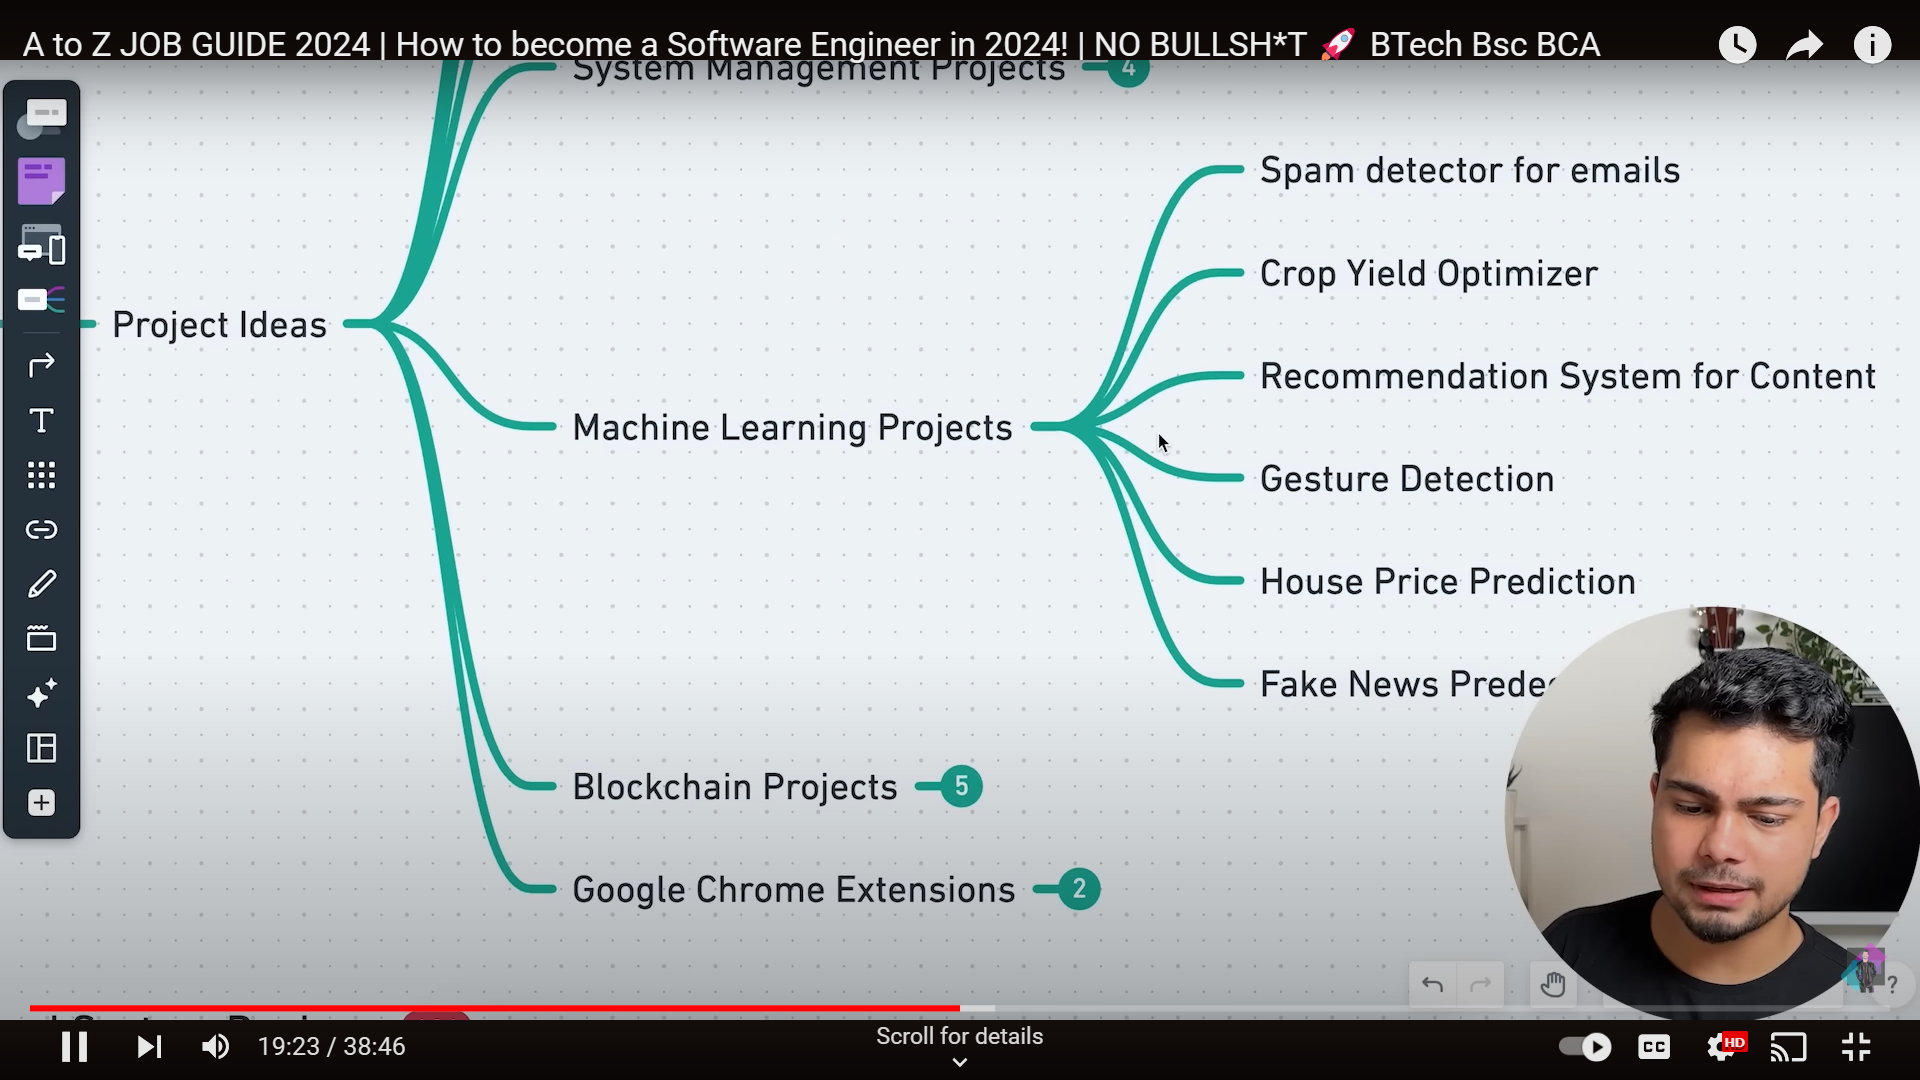 A to Z JOB GUIDE 2024 | How to become a Software Engineer in 2024! | NO BULLSH*T 🚀 BTech Bsc BCA
System Management Projects 4
Spam detector for emails
Crop Yield Optimizer
Project Ideas
Recommendation System for Content
Machine Learning Projects
Gesture Detection
House Price Prediction
Fake News
Blockchain Projects 5
Google Chrome Extensions 2
?
19:23 / 38:46
Scroll for details
CC
HD